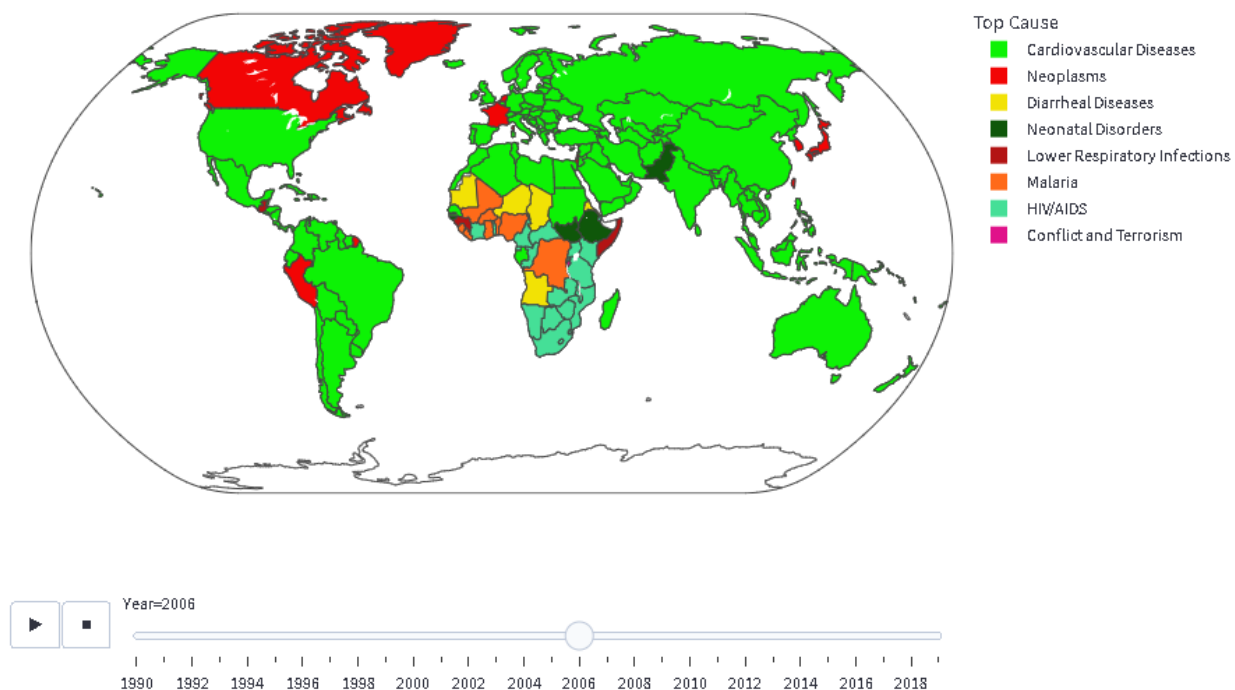 Top Cause
Cardiovascular Diseases
Neoplasms
Diarrheal Diseases
Neonatal Disorders
Lower Respiratory Infections
Malaria
HIV/AIDS
Conflict and Terrorism
Year=2006
1990 1992 1994 1996 1998 2000 2002 2004 2006 2008 2010 2012 2014 2016 2018